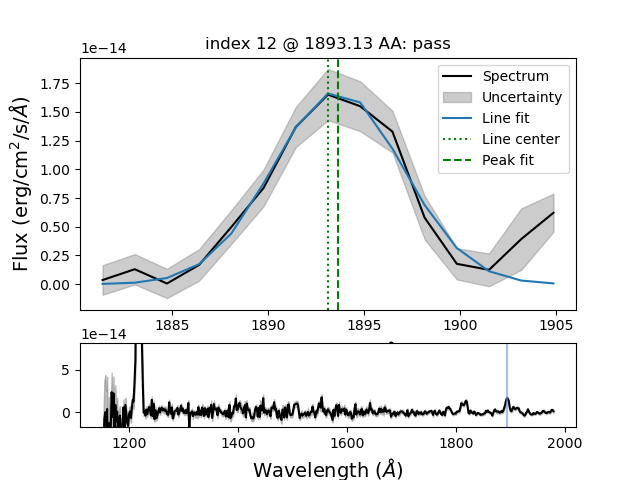 index 12 @ 1893.13 AA: pass
1e−14
Flux (erg/cm²/s/Å)
1.75
1.50
1.25
1.00
0.75
0.50
0.25
0.00
Spectrum
Uncertainty
Line fit
Line center
Peak fit
1885
1890
1895
1900
1905
1e−14
5
0
1200
1400
1600
1800
2000
Wavelength (Å)